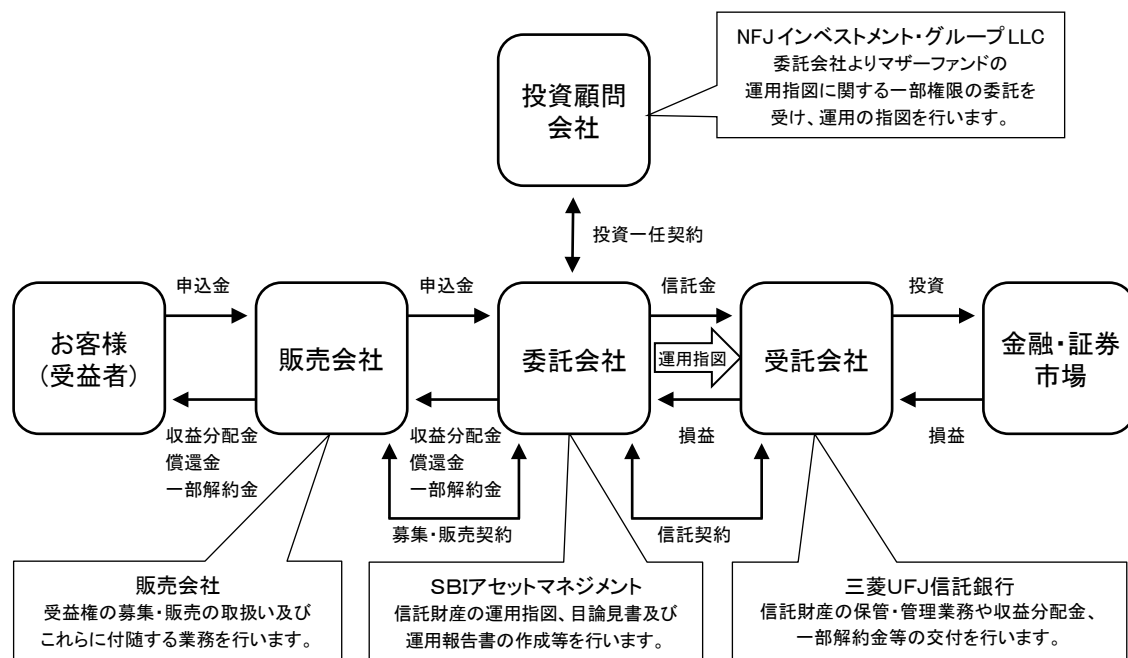 NFJインベストメント・グループLLC
委託会社よりマザーファンドの
運用指図に関する一部権限の委託を
受け、運用の指図を行います。
投資顧問
会社
投資一任契約
申込金
申込金
信託金
投資
お客様
(受益者)
販売会社
委託会社
運用指図
受託会社
金融・証券
市場
収益分配金
償還金
一部解約金
収益分配金
償還金
一部解約金
損益
損益
募集・販売契約
信託契約
販売会社
受益権の募集・販売の取扱い及び
これらに付随する業務を行います。
SBIアセットマネジメント
信託財産の運用指図、目論見書及び
運用報告書の作成等を行います。
三菱UFJ信託銀行
信託財産の保管・管理業務や収益分配金、
一部解約金等の交付を行います。